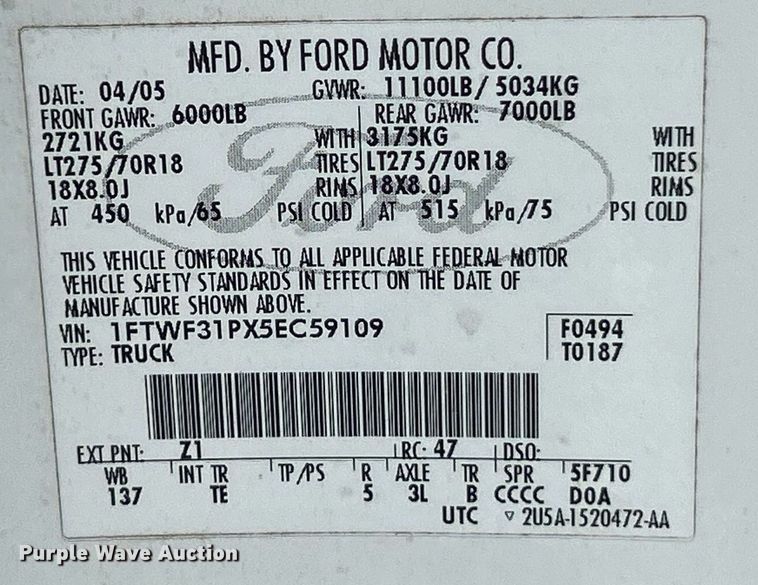 MFD. BY FORD MOTOR CO.
DATE: 04/05 GVWR: 11100LB/ 5034KG
FRONT GAWR: 6000LB REAR GAWR: 7000LB
2721KG WITH 3175KG WITH
LT275/70R18 TIRES LT275/70R18 TIRES
18X8.0J RIMS 18X8.0J RIMS
AT 450 kPa/65 PSI COLD AT 515 kPa/75 PSI COLD
Ford
THIS VEHICLE CONFORMS TO ALL APPLICABLE FEDERAL MOTOR
VEHICLE SAFETY STANDARDS IN EFFECT ON THE DATE OF
MANUFACTURE SHOWN ABOVE.
VIN: 1FTWF31PX5EC59109 F0494
TYPE: TRUCK T0187
EXT PNT: Z1 RC: 47 DSO:
WB INT TR TP/PS R AXLE TR SPR 5F710
137 TE 5 3L B CCCC D0A
UTC ▽ 2U5A-1520472-AA
Purple Wave Auction